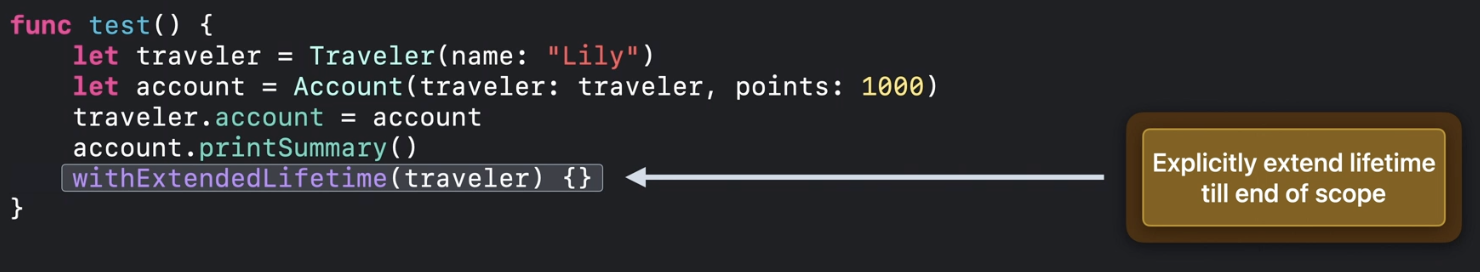 func test() {
    let traveler = Traveler(name: "Lily")
    let account = Account(traveler: traveler, points: 1000)
    traveler.account = account
    account.printSummary()
    withExtendedLifetime(traveler) {}
}
Explicitly extend lifetime
till end of scope